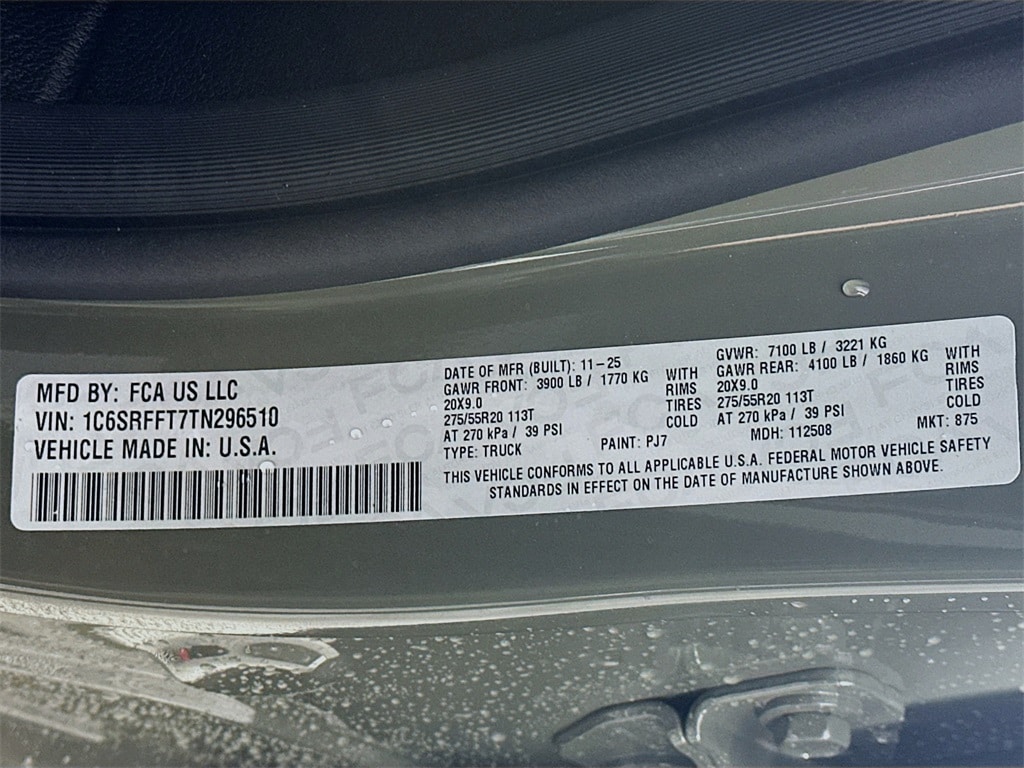 MFD BY: FCA US LLC
VIN: 1C6SRFFT7TN296510
VEHICLE MADE IN: U.S.A.
DATE OF MFR (BUILT): 11-25
GAWR FRONT: 3900 LB / 1770 KG WITH
20X9.0 RIMS
275/55R20 113T TIRES
AT 270 kPa / 39 PSI COLD
TYPE: TRUCK PAINT: PJ7
GVWR: 7100 LB / 3221 KG
GAWR REAR: 4100 LB / 1860 KG WITH
20X9.0 RIMS
275/55R20 113T TIRES
AT 270 kPa / 39 PSI COLD
MDH: 112508 MKT: 875
THIS VEHICLE CONFORMS TO ALL APPLICABLE U.S.A. FEDERAL MOTOR VEHICLE SAFETY
STANDARDS IN EFFECT ON THE DATE OF MANUFACTURE SHOWN ABOVE.